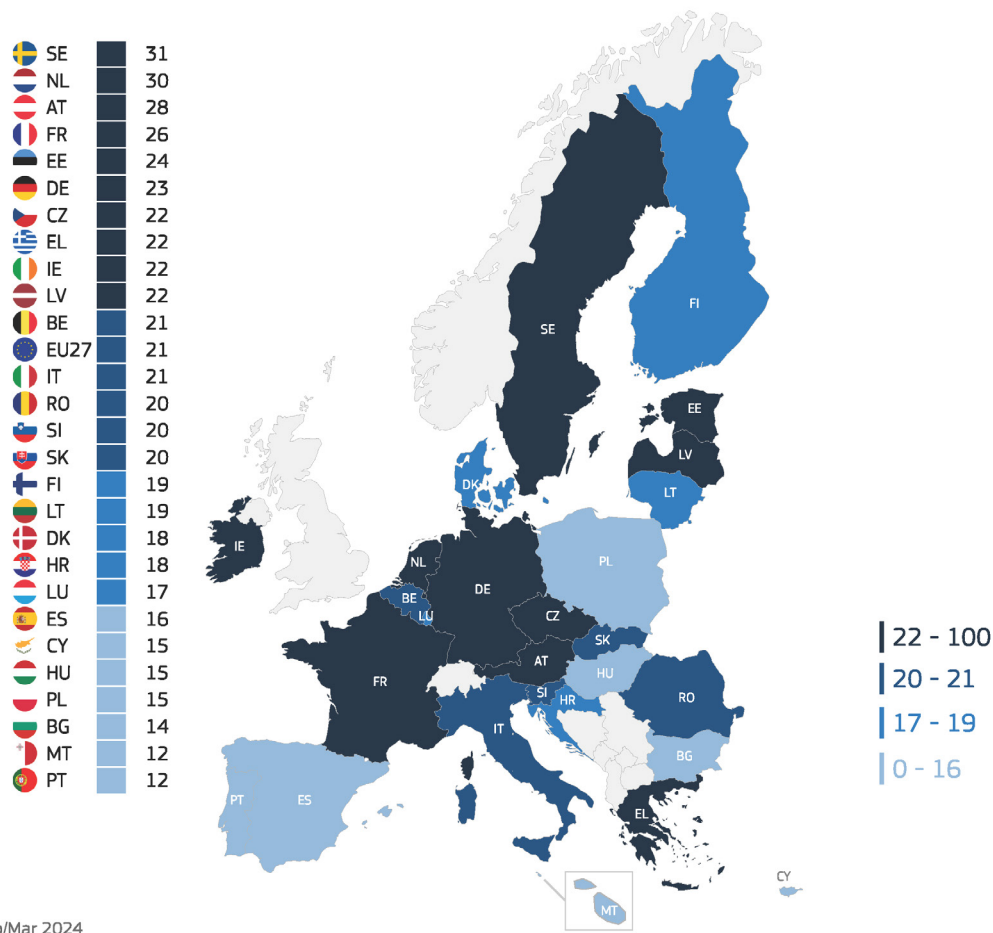 SE 31
NL 30
AT 28
FR 26
EE 24
DE 23
CZ 22
EL 22
IE 22
LV 22
BE 21
EU27 21
IT 21
RO 20
SI 20
SK 20
FI 19
LT 19
DK 18
HR 18
LU 17
ES 16
CY 15
HU 15
PL 15
BG 14
MT 12
PT 12
FI
SE
EE
LV
LT
DK
IE
NL
PL
BE
DE
LU
CZ
SK
FR
AT
HU
SI
HR
RO
IT
BG
PT
ES
EL
CY
MT
22 - 100
20 - 21
17 - 19
0 - 16
/Mar 2024